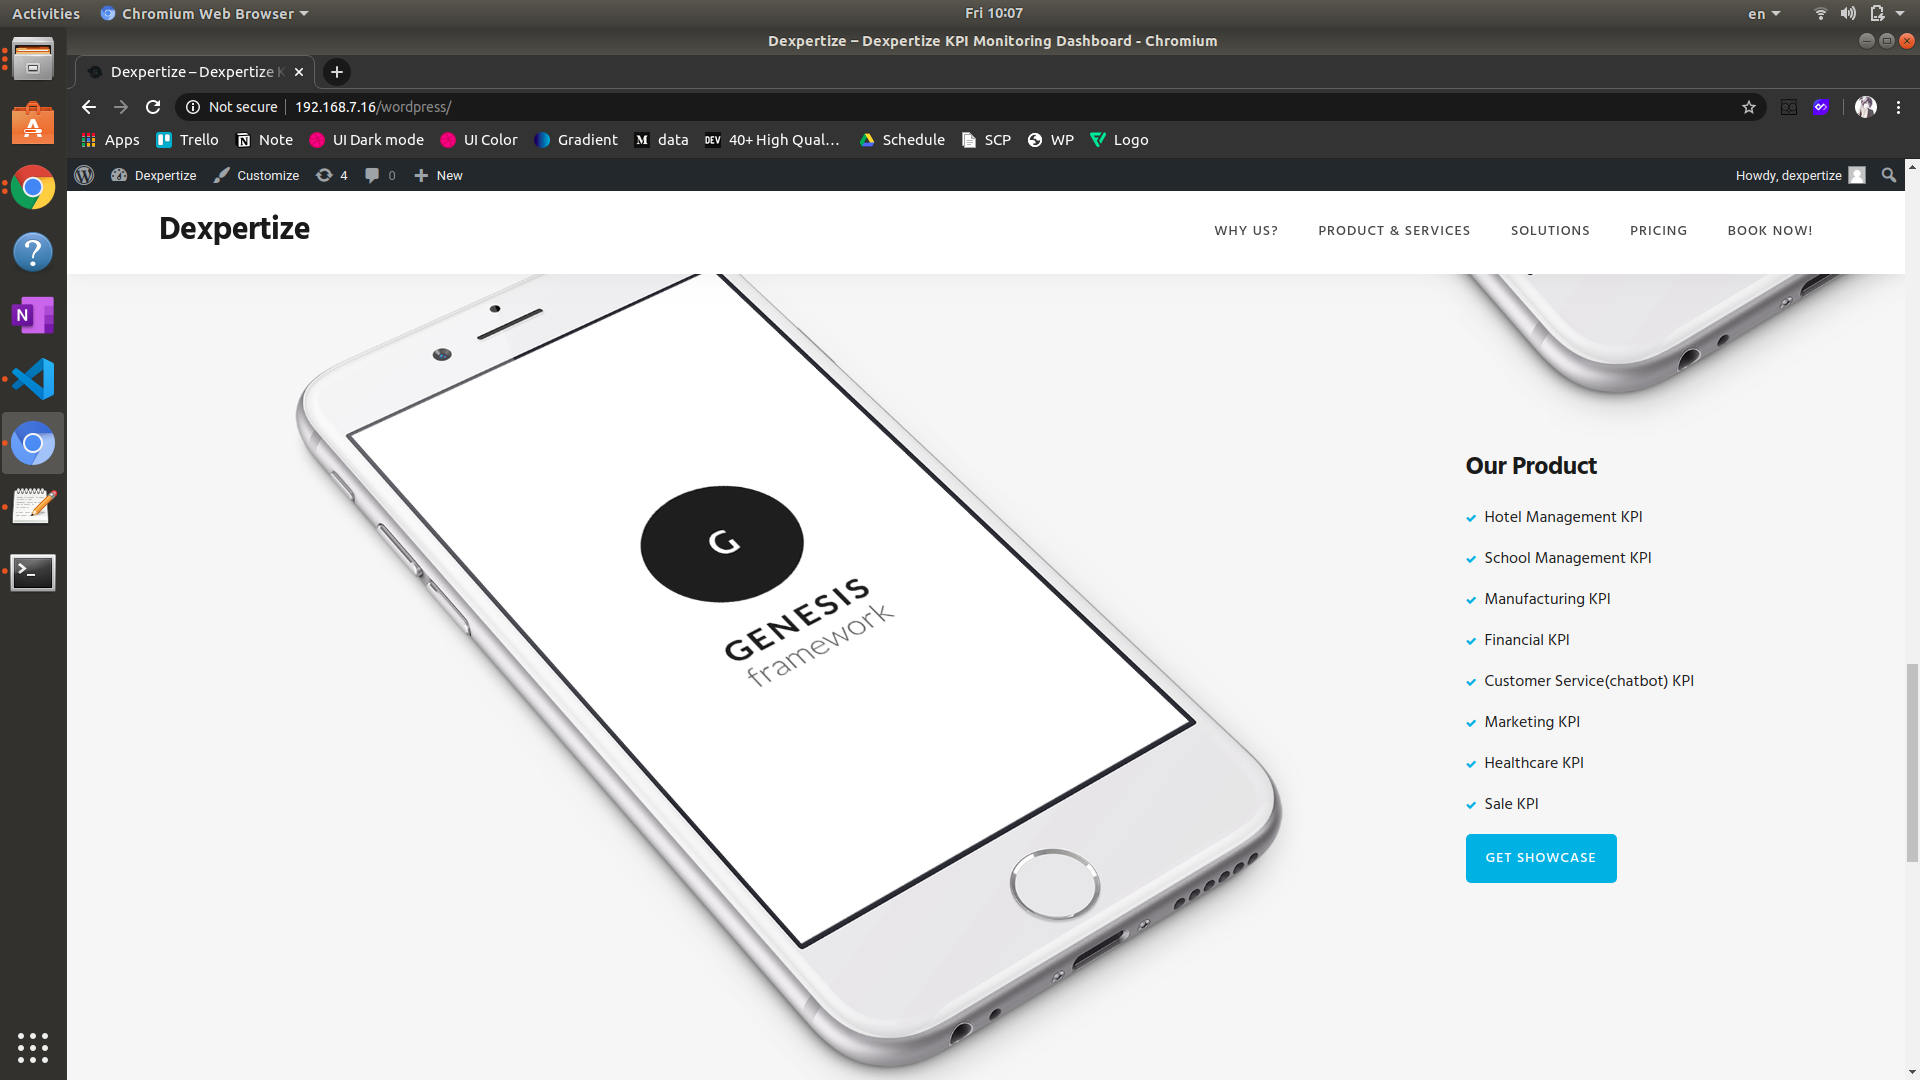 Activities
Chromium Web Browser
Fri 10:07
en
Dexpertize – Dexpertize KPI Monitoring Dashboard - Chromium
Dexpertize – Dexpertize K
Not secure
192.168.7.16/wordpress/
Apps
Trello
Note
UI Dark mode
UI Color
Gradient
M data
DEV 40+ High Qual...
Schedule
SCP
WP
Logo
Dexpertize
Customize
4
0
New
Howdy, dexpertize
Dexpertize
WHY US?
PRODUCT & SERVICES
SOLUTIONS
PRICING
BOOK NOW!
G
GENESIS
framework
Our Product
Hotel Management KPI
School Management KPI
Manufacturing KPI
Financial KPI
Customer Service(chatbot) KPI
Marketing KPI
Healthcare KPI
Sale KPI
GET SHOWCASE